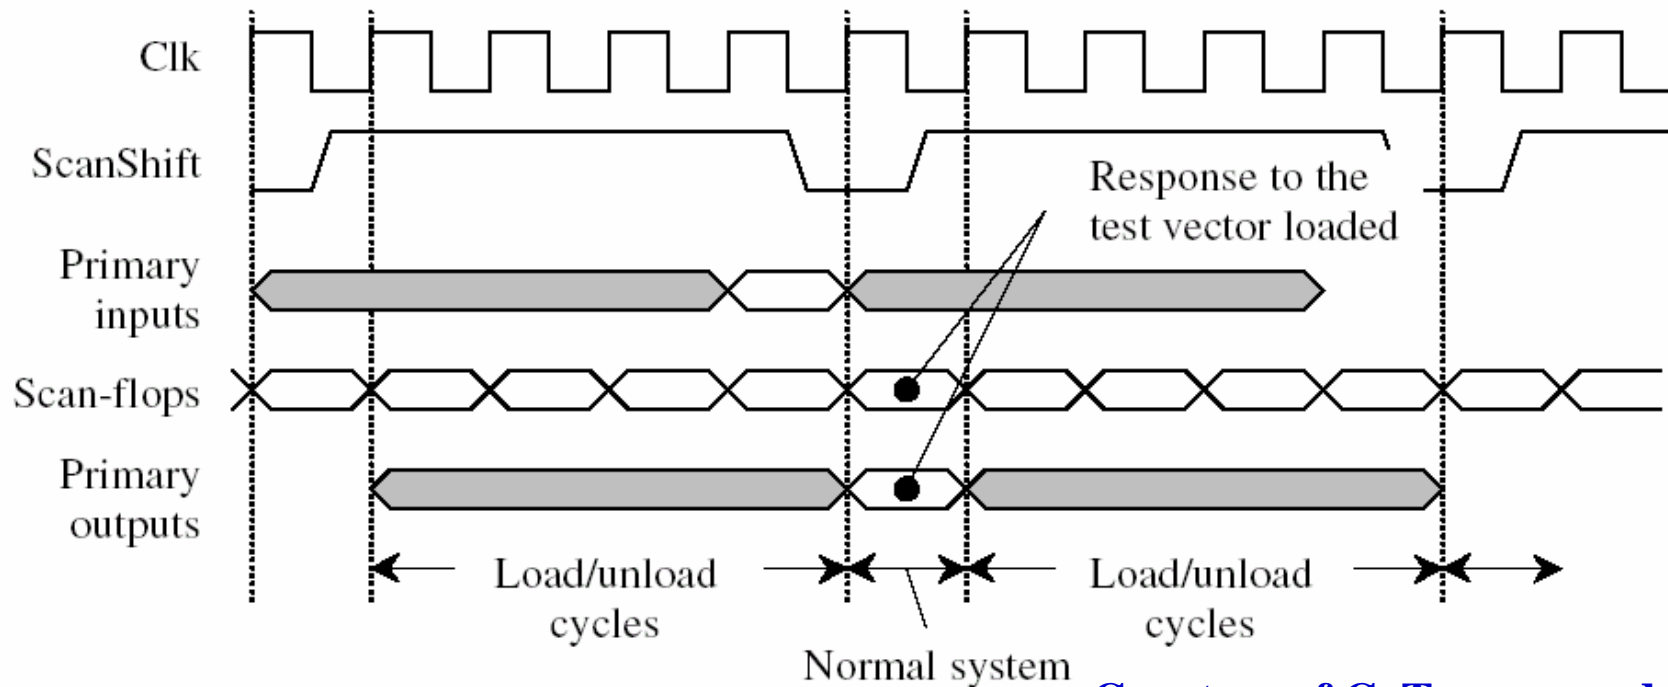 Clk
ScanShift
Response to the
test vector loaded
Primary
inputs
Scan-flops
Primary
outputs
Load/unload
cycles
Load/unload
cycles
Normal system